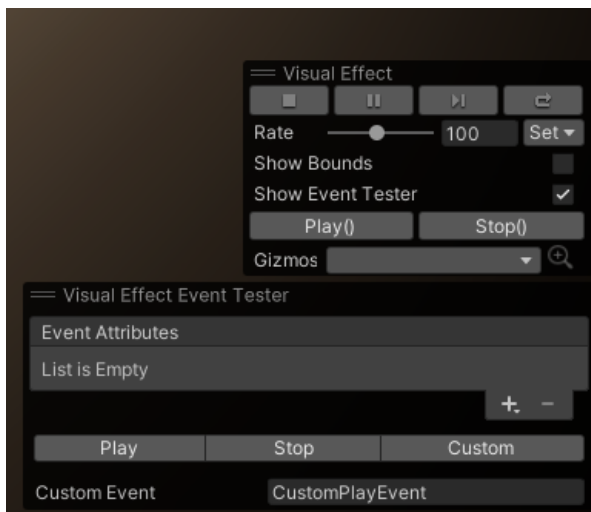 Visual Effect
Rate 100 Set
Show Bounds
Show Event Tester
Play() Stop()
Gizmos
Visual Effect Event Tester
Event Attributes
List is Empty
Play Stop Custom
Custom Event CustomPlayEvent